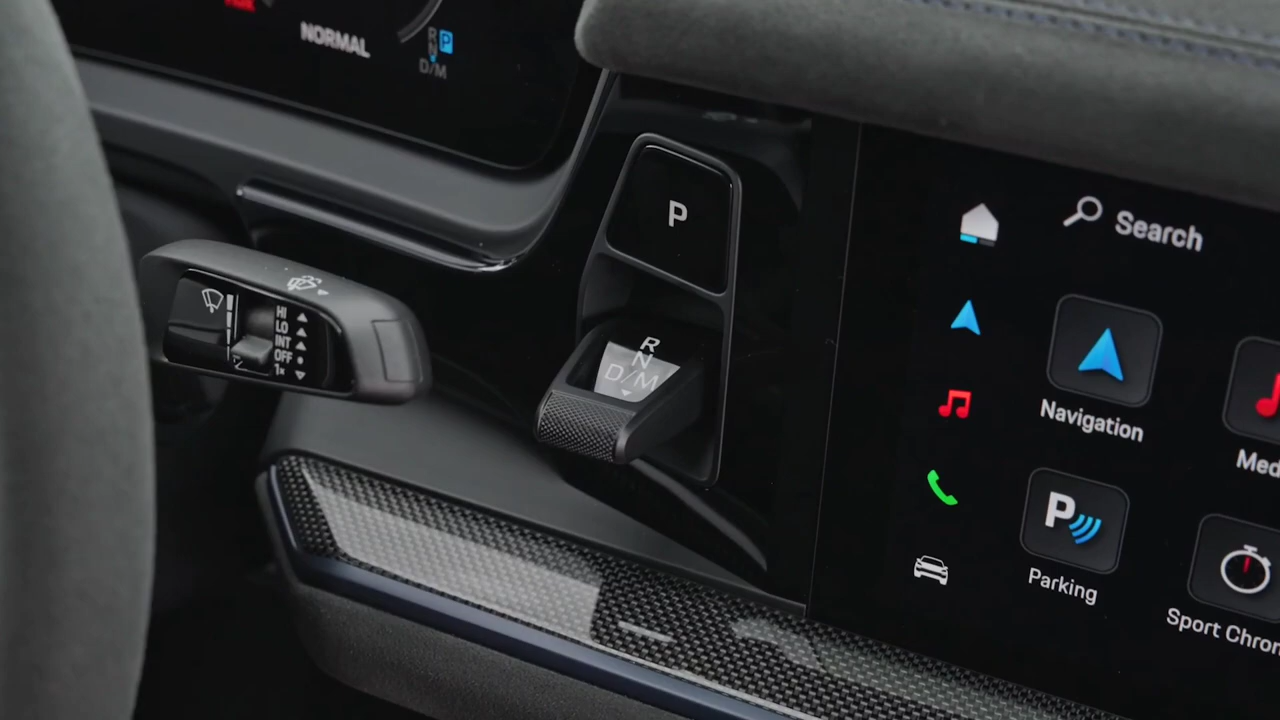 NORMAL
R
N
P
D/M
P
R
N
D/M
HI
LO
INT
OFF
1x
Search
Navigation
Med
P
Parking
Sport Chron